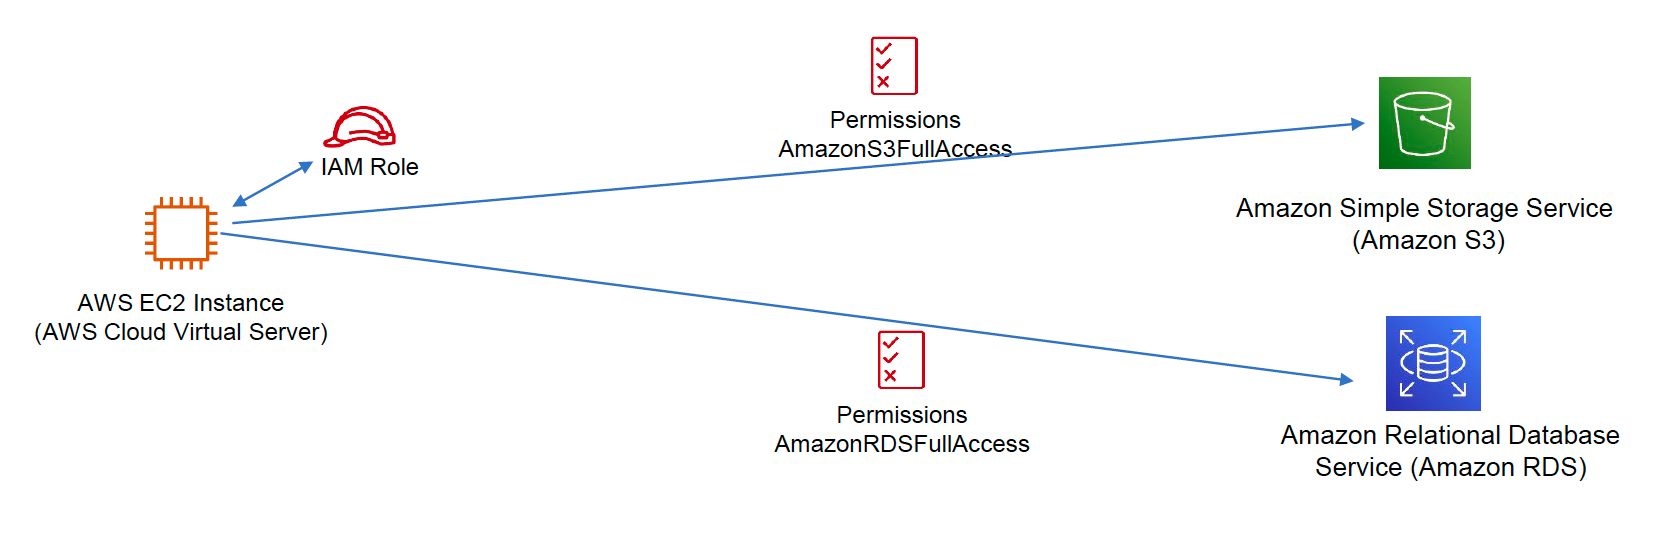 Permissions
AmazonS3FullAccess
IAM Role
Amazon Simple Storage Service
(Amazon S3)
AWS EC2 Instance
(AWS Cloud Virtual Server)
Permissions
AmazonRDSFullAccess
Amazon Relational Database
Service (Amazon RDS)